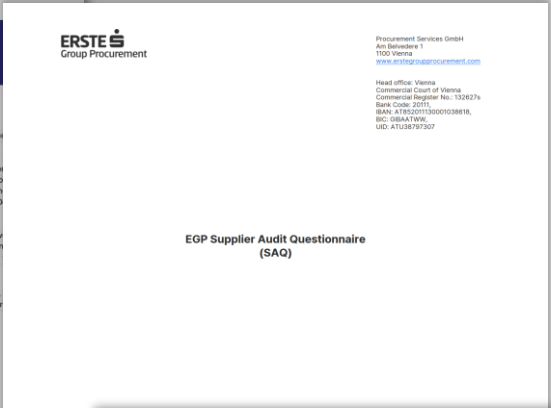 ERSTE
Group Procurement
Procurement Services GmbH
Am Belvedere 1
1100 Vienna
www.erstegroupprocurement.com
Head office: Vienna
Commercial Court of Vienna
Commercial Register No.: 132627s
Bank Code: 20111,
IBAN: AT852011130001038618,
BIC: GIBAATWW,
UID: ATU38797307
EGP Supplier Audit Questionnaire
(SAQ)